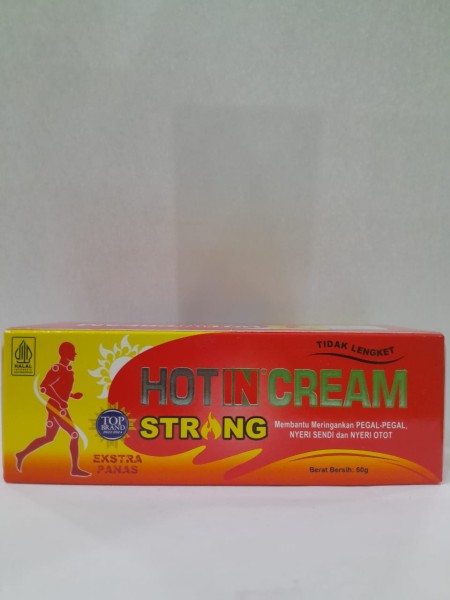 TIDAK LENGKET
HALAL
HOT IN CREAM
TOP
BRAND
STRONG
Membantu Meringankan PEGAL-PEGAL,
NYERI SENDI dan NYERI OTOT
EKSTRA
PANAS
Berat Bersih: 60g